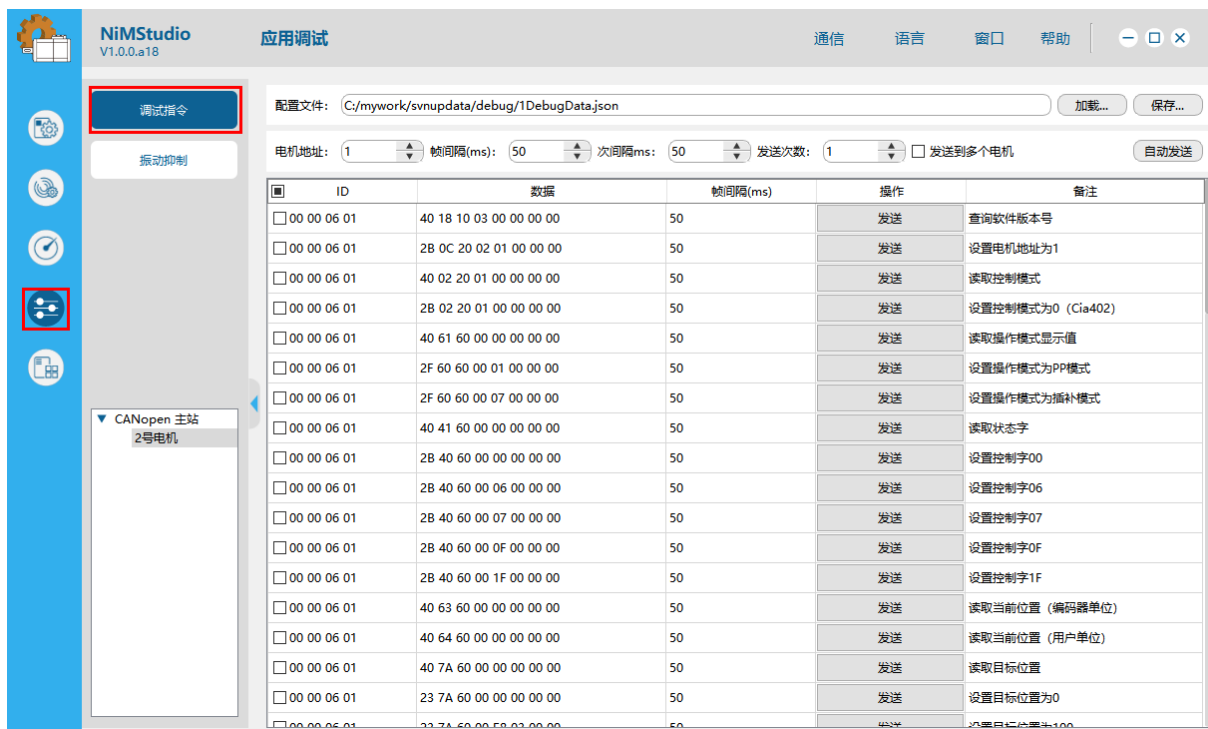 NiMStudio
V1.0.0.a18
应用调试
通信 语言 窗口 帮助
调试指令
振动抑制
CANopen 主站
2号电机
配置文件: C:/mywork/svnupdata/debug/1DebugData.json 加载... 保存...
电机地址: 1 帧间隔(ms): 50 次间隔ms: 50 发送次数: 1 发送到多个电机 自动发送
ID 数据 帧间隔(ms) 操作 备注
00 00 06 01 40 18 10 03 00 00 00 00 50 发送 查询软件版本号
00 00 06 01 2B 0C 20 02 01 00 00 00 50 发送 设置电机地址为1
00 00 06 01 40 02 20 01 00 00 00 00 50 发送 读取控制模式
00 00 06 01 2B 02 20 01 00 00 00 00 50 发送 设置控制模式为0（Cia402）
00 00 06 01 40 61 60 00 00 00 00 00 50 发送 读取操作模式显示值
00 00 06 01 2F 60 60 00 01 00 00 00 50 发送 设置操作模式为PP模式
00 00 06 01 2F 60 60 00 07 00 00 00 50 发送 设置操作模式为插补模式
00 00 06 01 40 41 60 00 00 00 00 00 50 发送 读取状态字
00 00 06 01 2B 40 60 00 00 00 00 00 50 发送 设置控制字00
00 00 06 01 2B 40 60 00 06 00 00 00 50 发送 设置控制字06
00 00 06 01 2B 40 60 00 07 00 00 00 50 发送 设置控制字07
00 00 06 01 2B 40 60 00 0F 00 00 00 50 发送 设置控制字0F
00 00 06 01 2B 40 60 00 1F 00 00 00 50 发送 设置控制字1F
00 00 06 01 40 63 60 00 00 00 00 00 50 发送 读取当前位置（编码器单位）
00 00 06 01 40 64 60 00 00 00 00 00 50 发送 读取当前位置（用户单位）
00 00 06 01 40 7A 60 00 00 00 00 00 50 发送 读取目标位置
00 00 06 01 23 7A 60 00 00 00 00 00 50 发送 设置目标位置为0